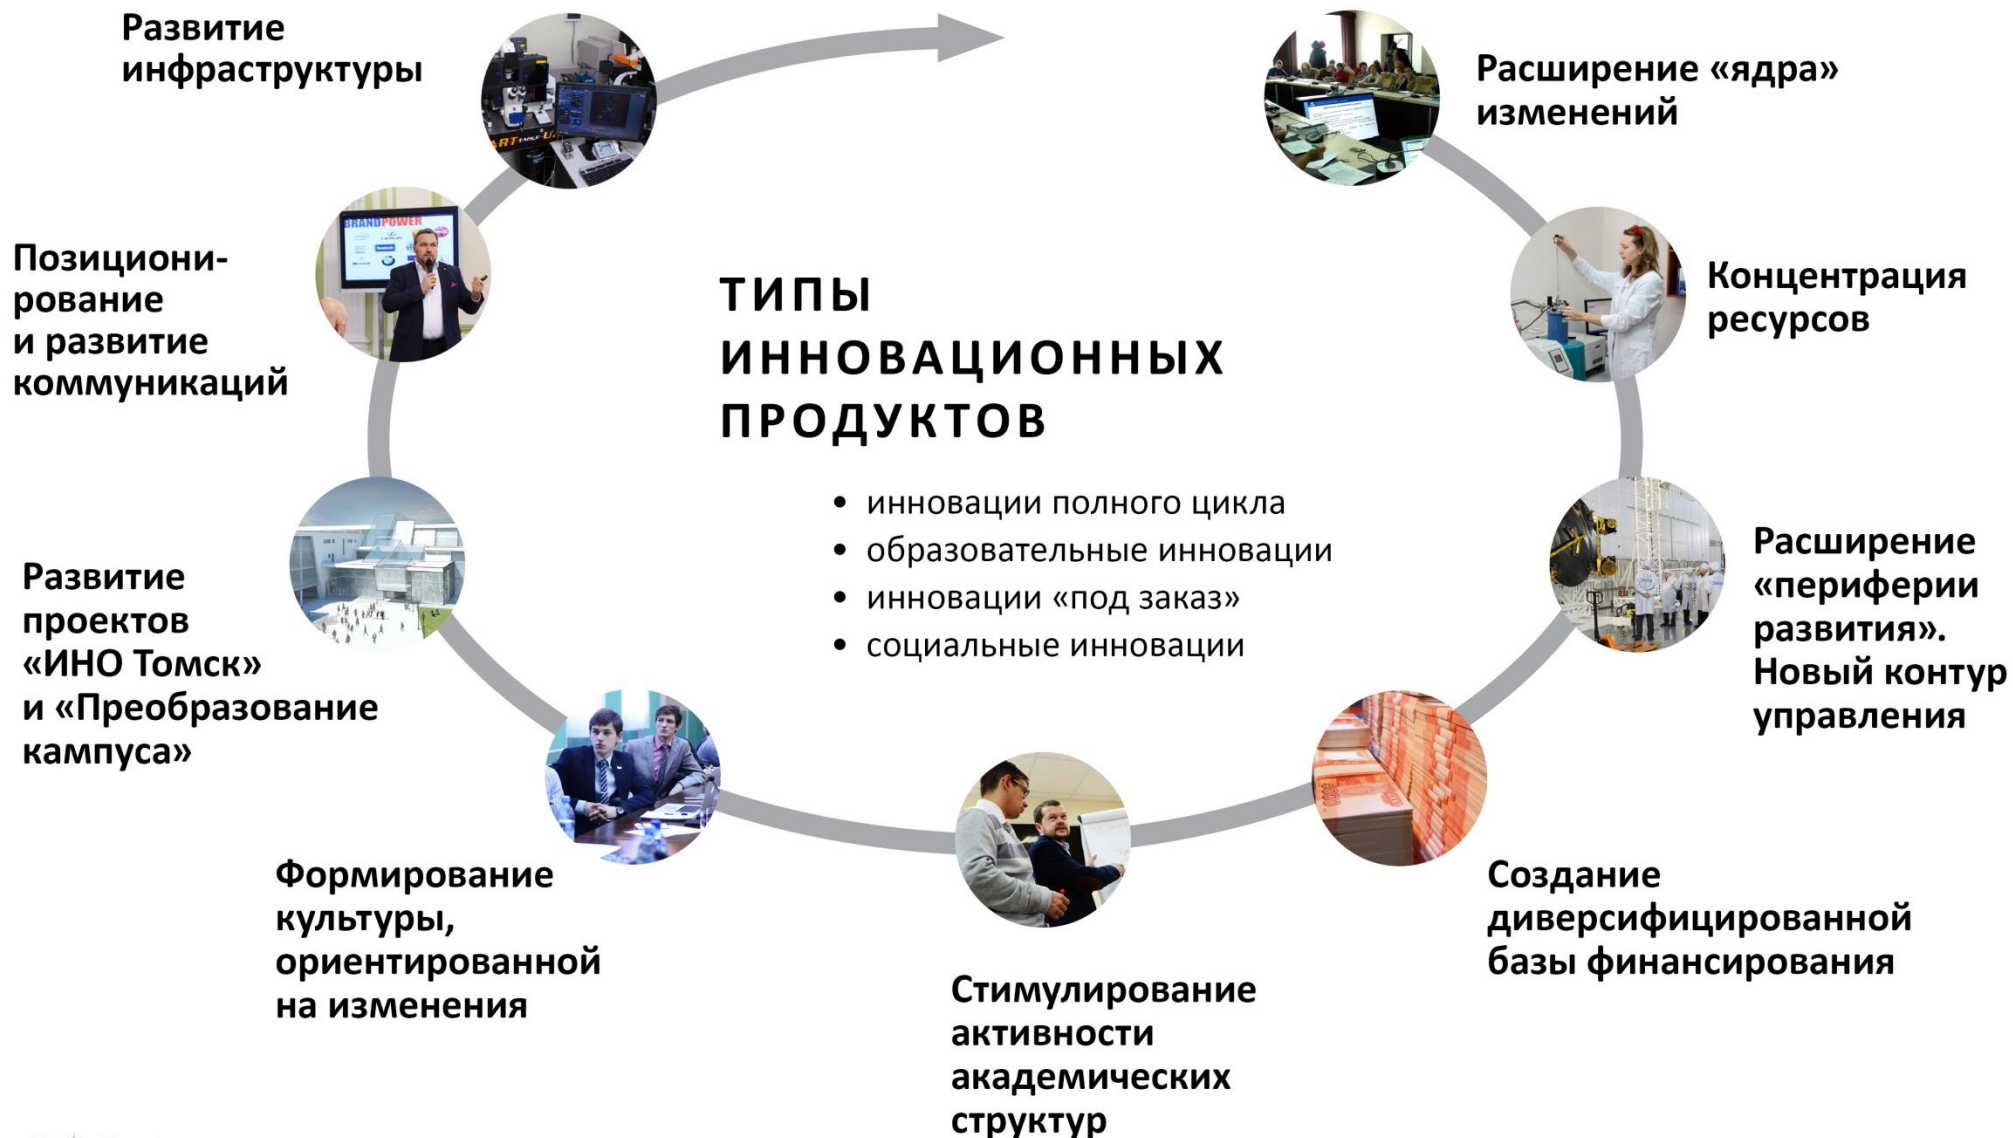 Развитие
инфраструктуры
Расширение «ядра»
изменений
Концентрация
ресурсов
Расширение
«периферии
развития».
Новый контур
управления
Создание
диверсифицированной
базы финансирования
Стимулирование
активности
академических
структур
Формирование
культуры,
ориентированной
на изменения
Развитие
проектов
«ИНО Томск»
и «Преобразование
кампуса»
Позициони-
рование
и развитие
коммуникаций
ТИПЫ
ИННОВАЦИОННЫХ
ПРОДУКТОВ
• инновации полного цикла
• образовательные инновации
• инновации «под заказ»
• социальные инновации
BRANDPOWER